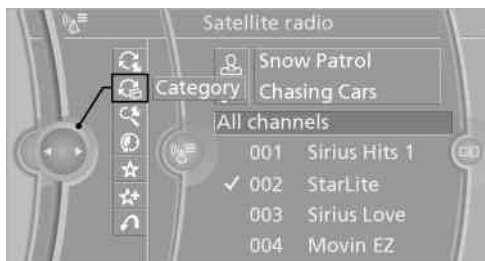 Satellite radio
Snow Patrol
Category
Chasing Cars
All channels
001 Sirius Hits 1
✓ 002 StarLite
003 Sirius Love
004 Movin EZ